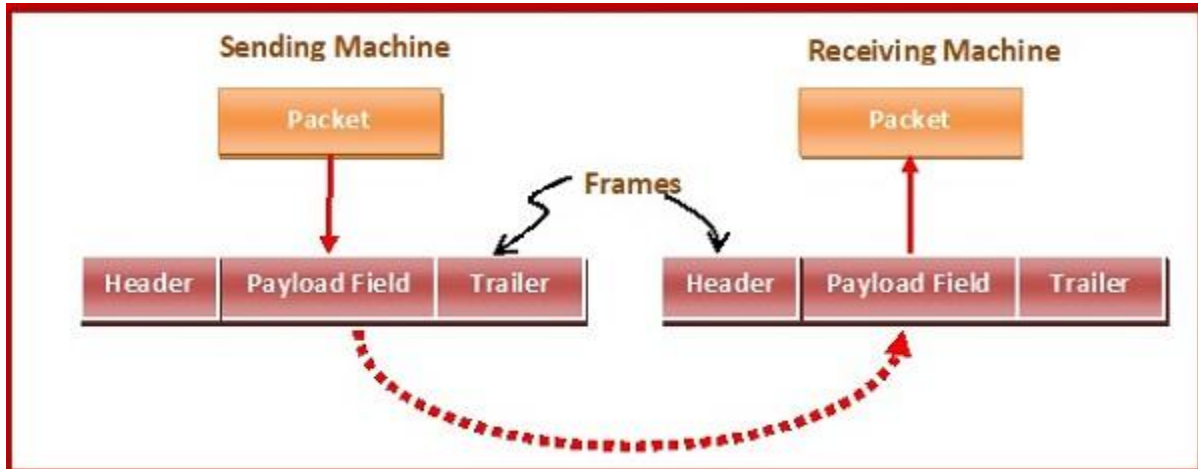 Sending Machine
Receiving Machine
Packet
Packet
Frames
Header Payload Field Trailer
Header Payload Field Trailer